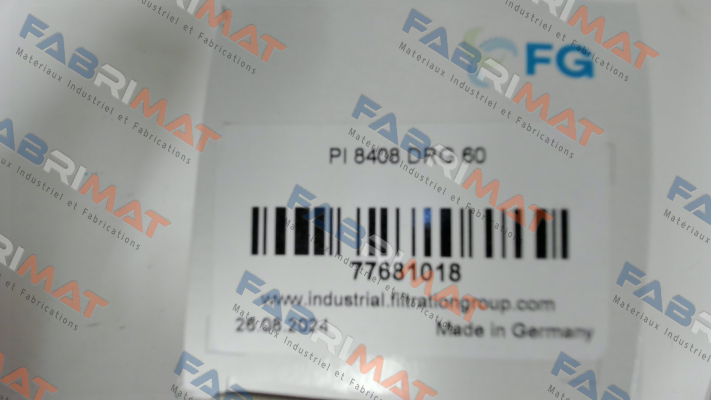 FG
PI 8408 DRG 60
77681018
www.industrial.filtrationgroup.com
26.08.2024 Made in Germany
FABRIMAT
Matériaux Industriel et Fabrications